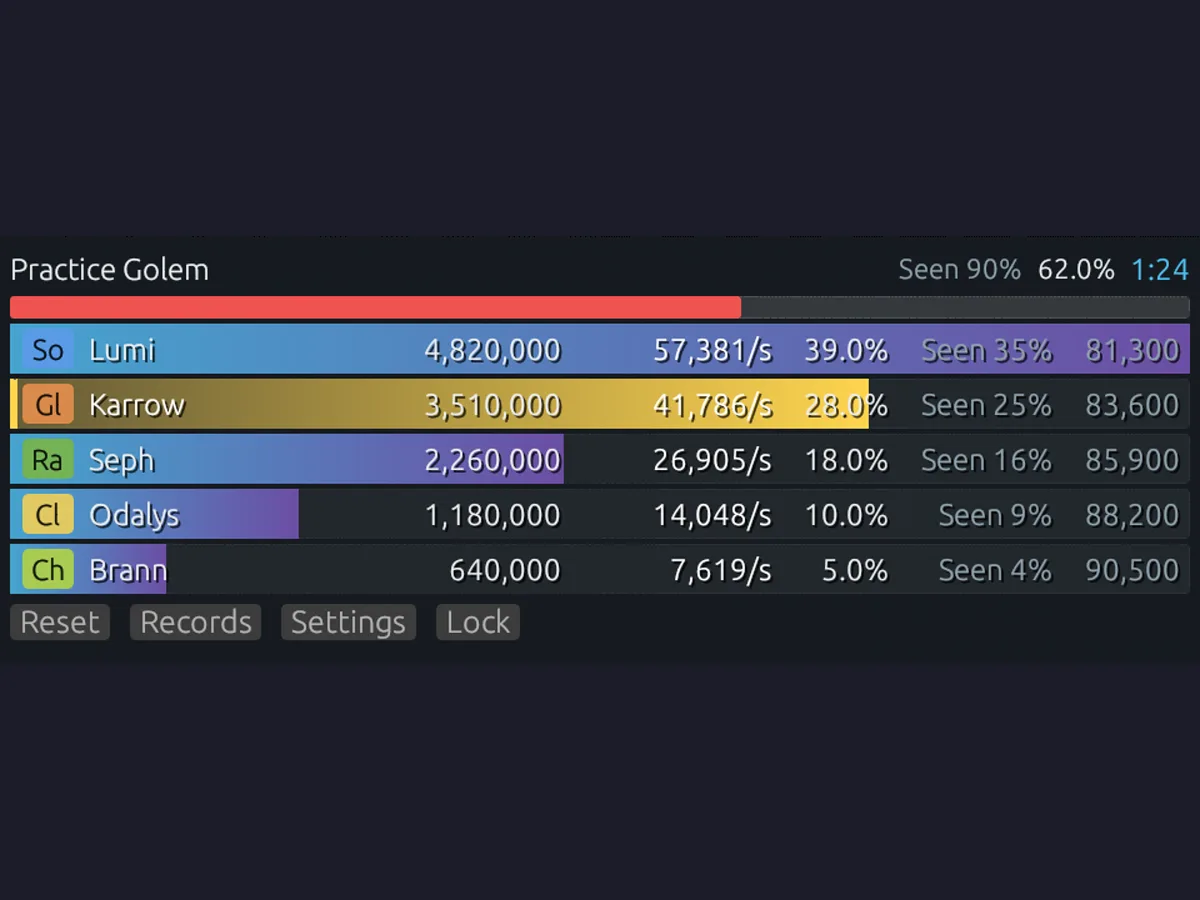 Practice Golem Seen 90% 62.0% 1:24
So Lumi 4,820,000 57,381/s 39.0% Seen 35% 81,300
Gl Karrow 3,510,000 41,786/s 28.0% Seen 25% 83,600
Ra Seph 2,260,000 26,905/s 18.0% Seen 16% 85,900
Cl Odalys 1,180,000 14,048/s 10.0% Seen 9% 88,200
Ch Brann 640,000 7,619/s 5.0% Seen 4% 90,500
Reset Records Settings Lock